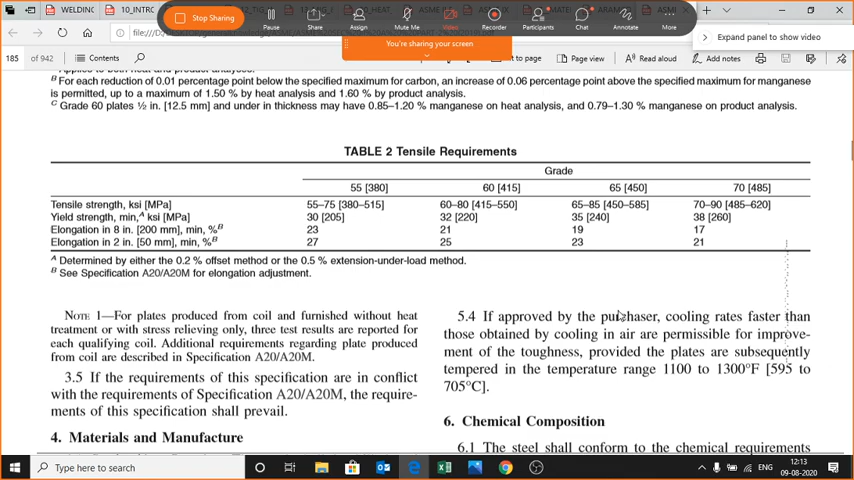 WELDING
10_INTRO
Stop Sharing
Pause
Share
Assign
Mute Me
Video
Recorder
Participants
Chat
Annotate
More
Expand panel to show video
You're sharing your screen
185
of 942
Contents
Page view
Read aloud
Add notes
B For each reduction of 0.01 percentage point below the specified maximum for carbon, an increase of 0.06 percentage point above the specified maximum for manganese
is permitted, up to a maximum of 1.50 % by heat analysis and 1.60 % by product analysis.
C Grade 60 plates ½ in. [12.5 mm] and under in thickness may have 0.85–1.20 % manganese on heat analysis, and 0.79–1.30 % manganese on product analysis.
TABLE 2 Tensile Requirements
Grade
55 [380] 60 [415] 65 [450] 70 [485]
Tensile strength, ksi [MPa] 55–75 [380–515] 60–80 [415–550] 65–85 [450–585] 70–90 [485–620]
Yield strength, min,A ksi [MPa] 30 [205] 32 [220] 35 [240] 38 [260]
Elongation in 8 in. [200 mm], min, %B 23 21 19 17
Elongation in 2 in. [50 mm], min, %B 27 25 23 21
A Determined by either the 0.2 % offset method or the 0.5 % extension-under-load method.
B See Specification A20/A20M for elongation adjustment.
NOTE 1—For plates produced from coil and furnished without heat
treatment or with stress relieving only, three test results are reported for
each qualifying coil. Additional requirements regarding plate produced
from coil are described in Specification A20/A20M.
3.5 If the requirements of this specification are in conflict
with the requirements of Specification A20/A20M, the require-
ments of this specification shall prevail.
4. Materials and Manufacture
5.4 If approved by the purchaser, cooling rates faster than
those obtained by cooling in air are permissible for improve-
ment of the toughness, provided the plates are subsequently
tempered in the temperature range 1100 to 1300°F [595 to
705°C].
6. Chemical Composition
6.1 The steel shall conform to the chemical requirements
Type here to search
ENG
12:13
09-08-2020